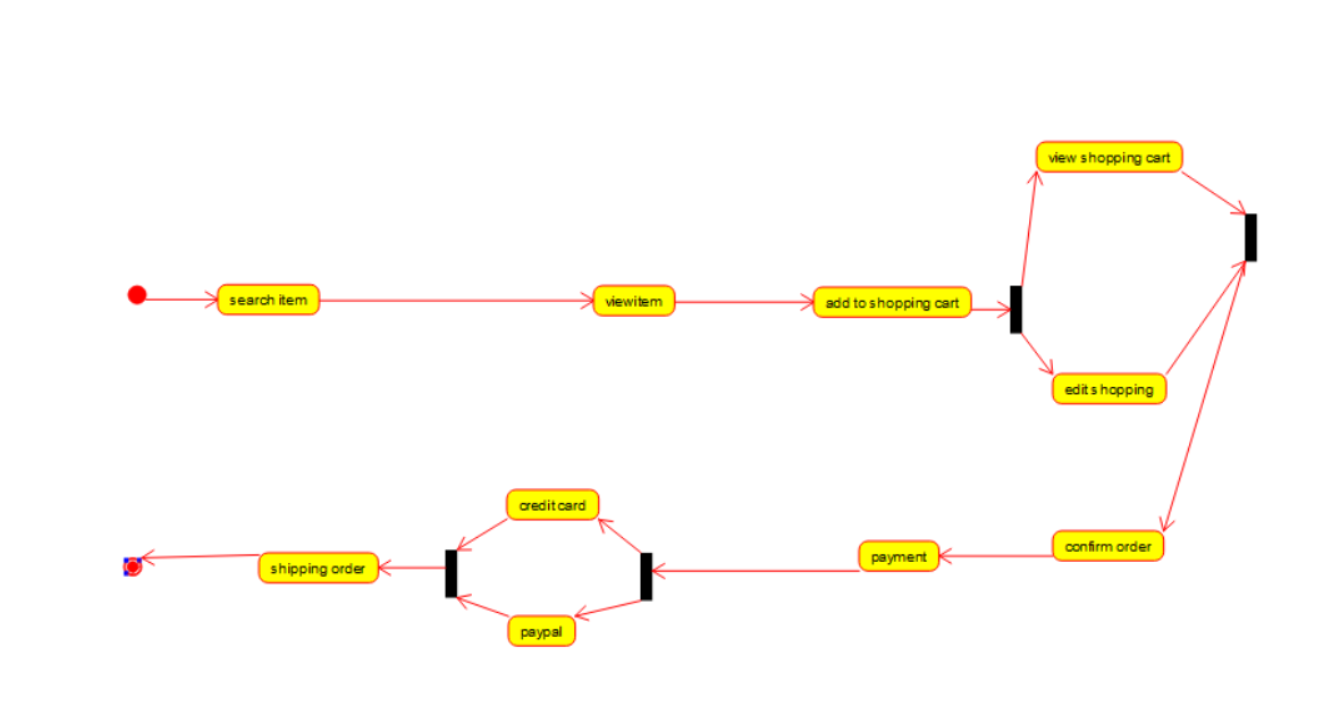 view shopping cart
search item
viewitem
add to shopping cart
edit shopping
credit card
confirm order
payment
shipping order
paypal